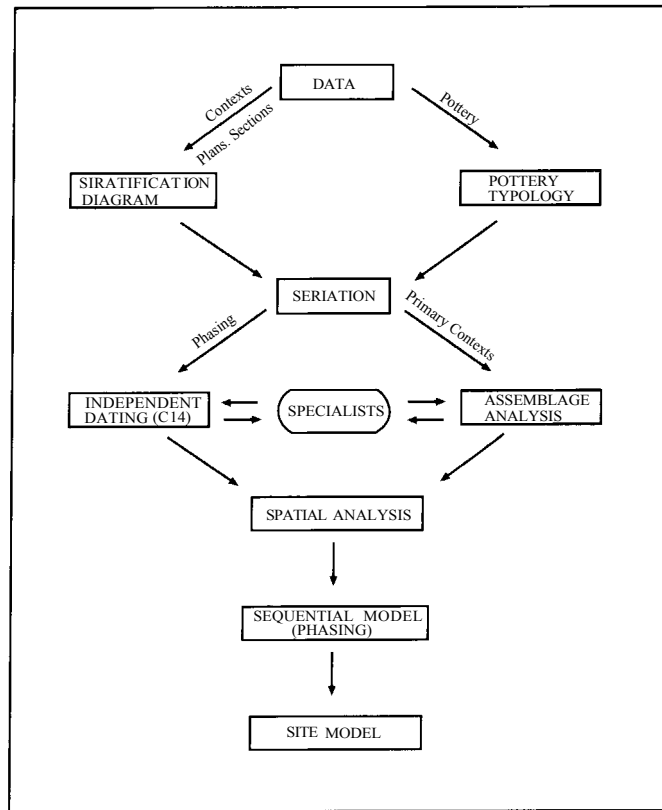 DATA
Contexts
Plans. Sections
Pottery
SIRATIFICATION
DIAGRAM
POTTERY
TYPOLOGY
SERIATION
Phasing
Primary Contexts
INDEPENDENT
DATING (C14)
SPECIALISTS
ASSEMBLAGE
ANALYSIS
SPATIAL ANALYSIS
SEQUENTIAL MODEL
(PHASING)
SITE MODEL